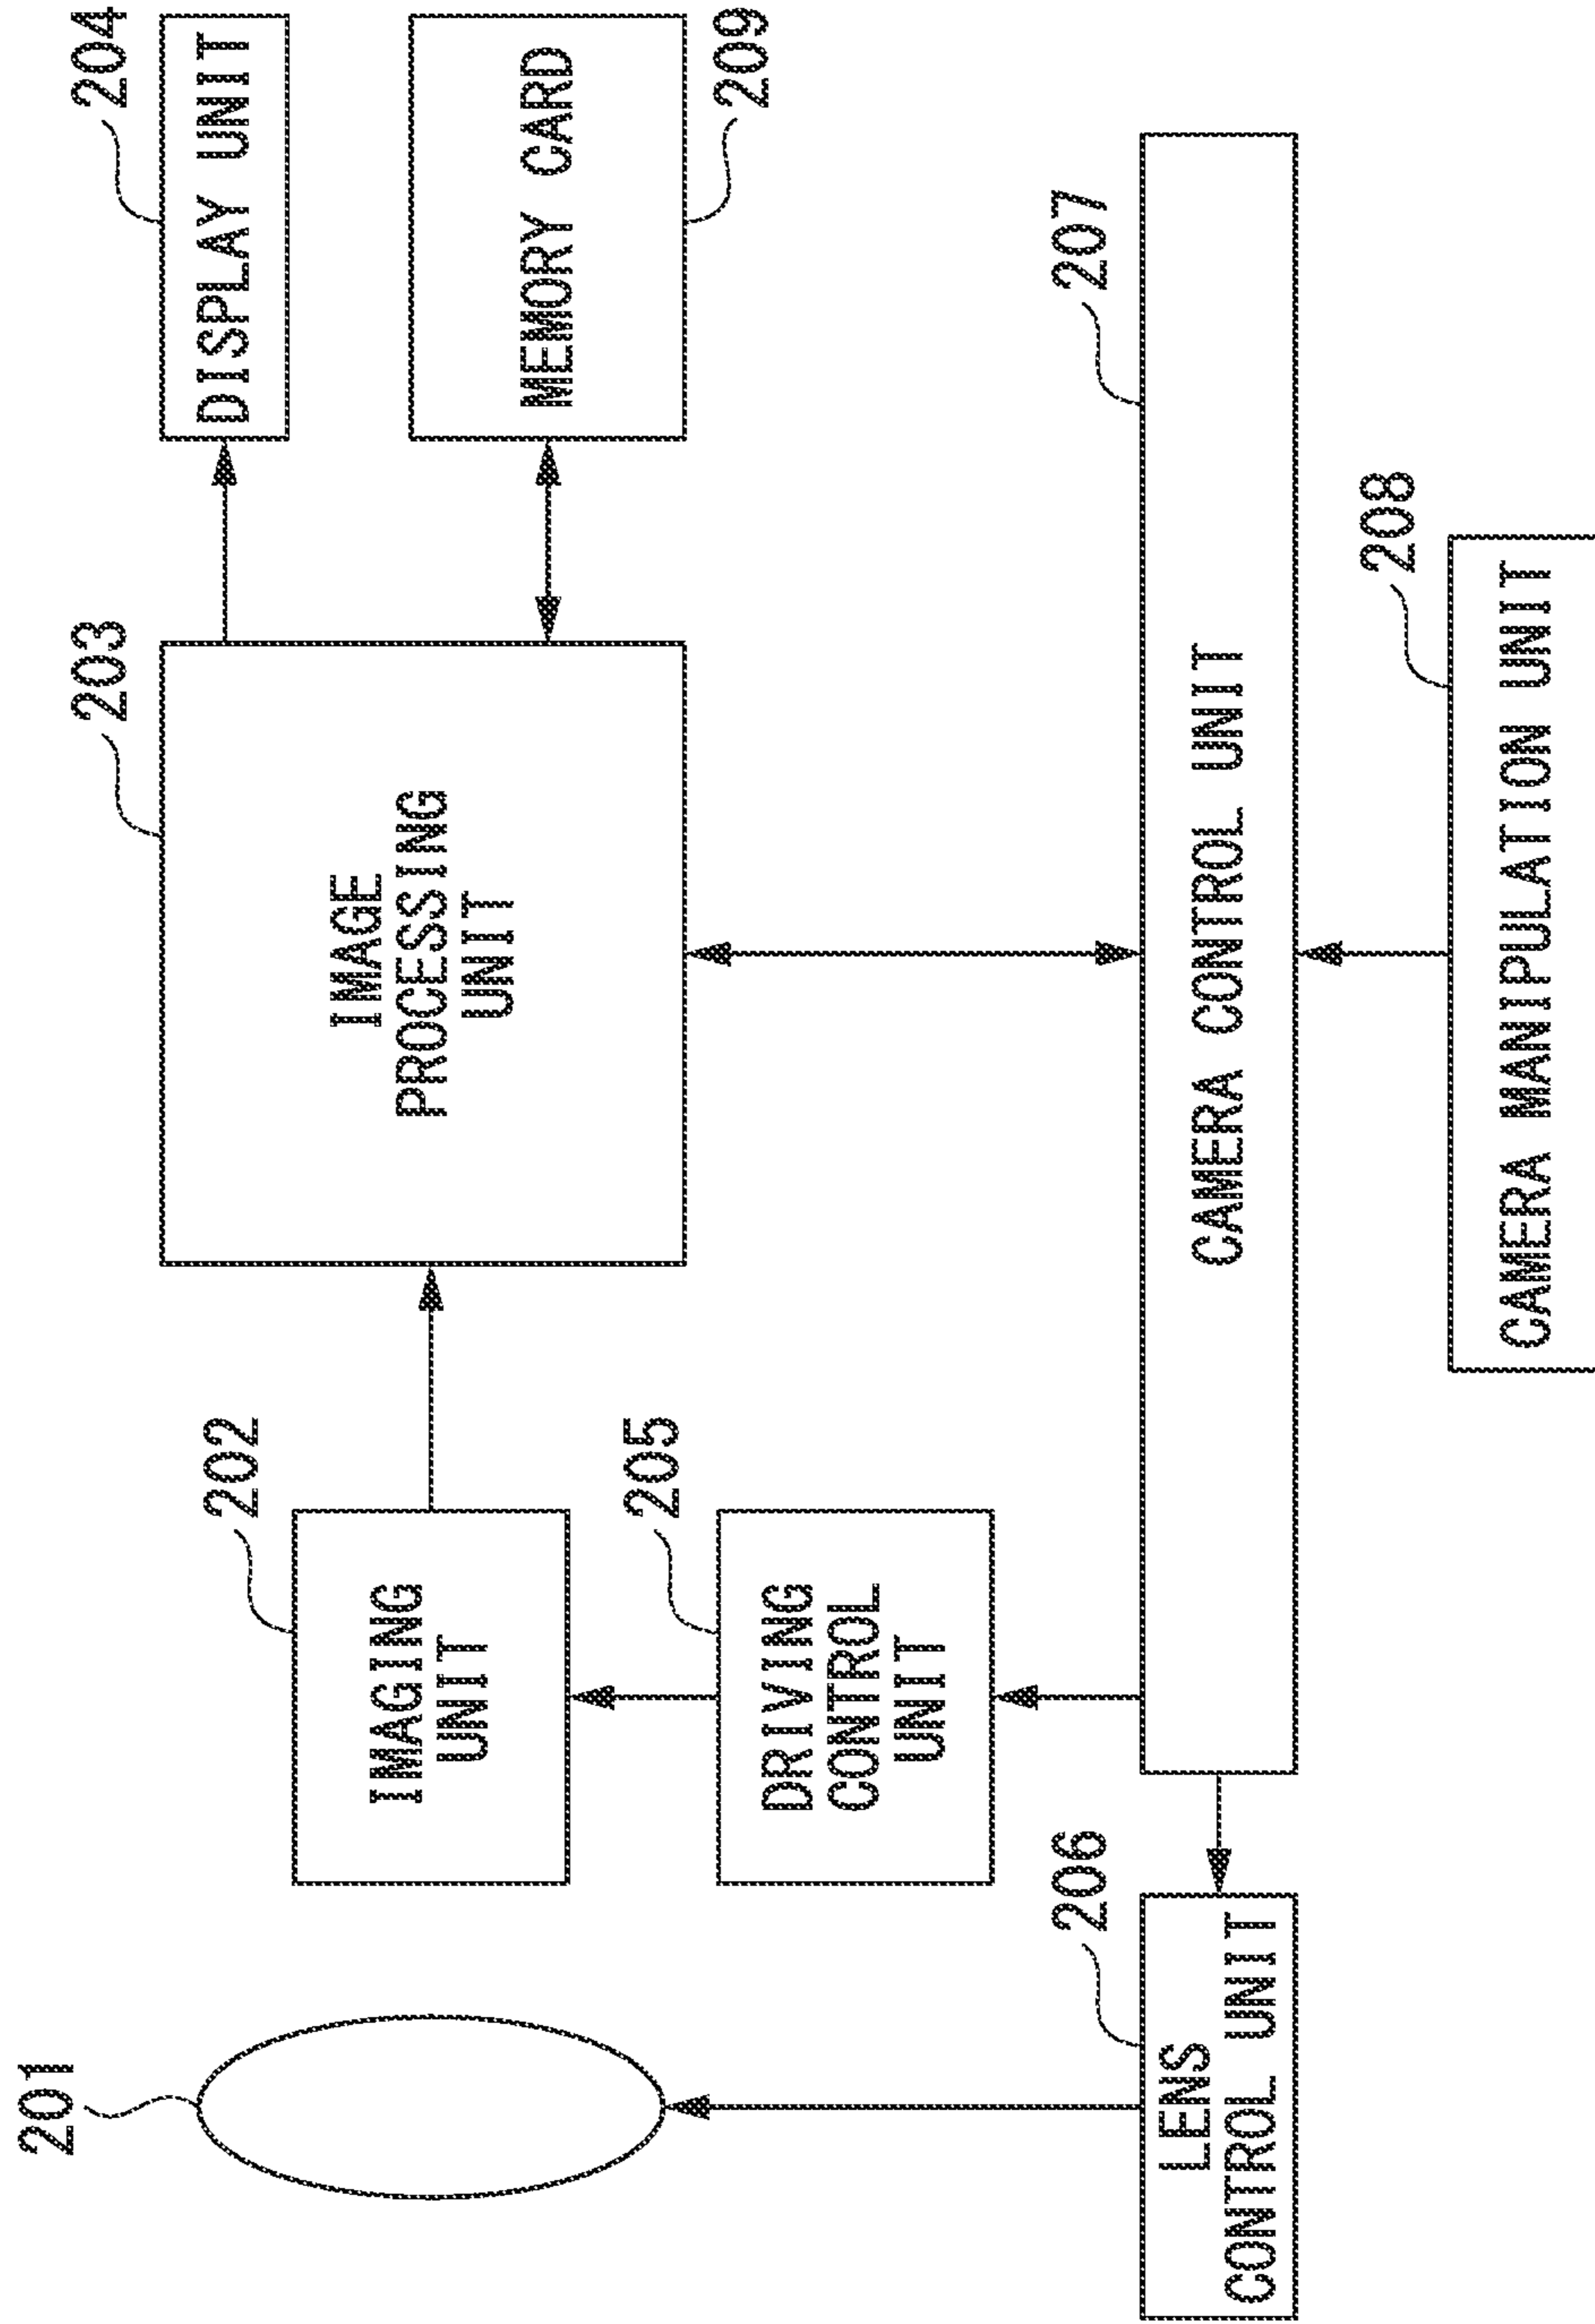 201
202
IMAGING
UNIT
203
IMAGE
PROCESSING
UNIT
204
DISPLAY UNIT
MEMORY CARD
209
205
DRIVING
CONTROL
UNIT
206
LENS
CONTROL UNIT
207
CAMERA CONTROL UNIT
208
CAMERA MANIPULATION UNIT